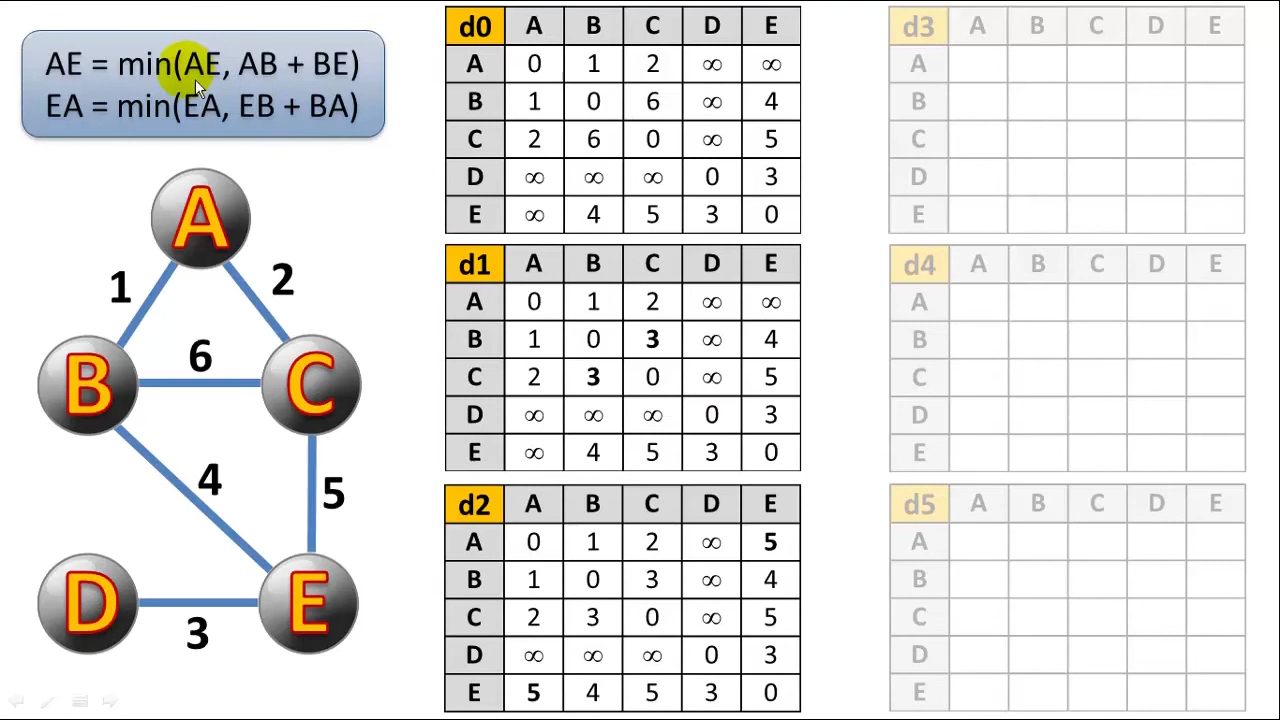 AE = min(AE, AB + BE)
EA = min(EA, EB + BA)
A
1
2
B
6
C
4
5
D
3
E
d0 A B C D E
A 0 1 2 ∞ ∞
B 1 0 6 ∞ 4
C 2 6 0 ∞ 5
D ∞ ∞ ∞ 0 3
E ∞ 4 5 3 0
d1 A B C D E
A 0 1 2 ∞ ∞
B 1 0 3 ∞ 4
C 2 3 0 ∞ 5
D ∞ ∞ ∞ 0 3
E ∞ 4 5 3 0
d2 A B C D E
A 0 1 2 ∞ 5
B 1 0 3 ∞ 4
C 2 3 0 ∞ 5
D ∞ ∞ ∞ 0 3
E 5 4 5 3 0
d3 A B C D E
A
B
C
D
E
d4 A B C D E
A
B
C
D
E
d5 A B C D E
A
B
C
D
E